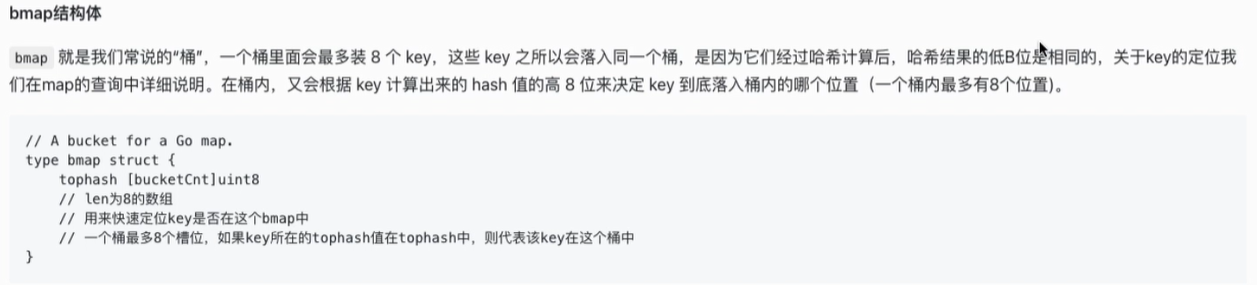 bmap结构体
bmap 就是我们常说的“桶”，一个桶里面会最多装 8 个 key，这些 key 之所以会落入同一个桶，是因为它们经过哈希计算后，哈希结果的低B位是相同的，关于key的定位我
们在map的查询中详细说明。在桶内，又会根据 key 计算出来的 hash 值的高 8 位来决定 key 到底落入桶内的哪个位置（一个桶内最多有8个位置)。
// A bucket for a Go map.
type bmap struct {
    tophash [bucketCnt]uint8
    // len为8的数组
    // 用来快速定位key是否在这个bmap中
    // 一个桶最多8个槽位，如果key所在的tophash值在tophash中，则代表该key在这个桶中
}